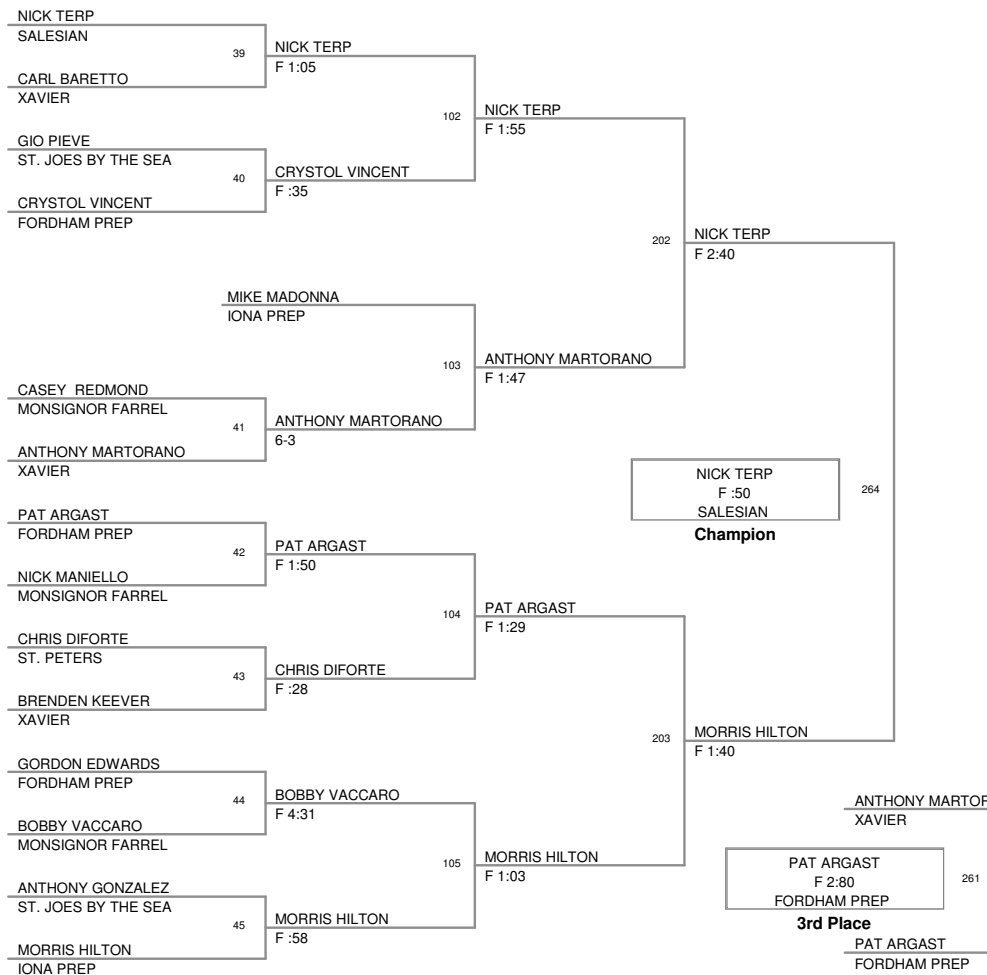 NICK TERP
SALESIAN
39
NICK TERP
F 1:05
CARL BARETTO
XAVIER
102
NICK TERP
F 1:55
GIO PIEVE
ST. JOES BY THE SEA
40
CRYSTOL VINCENT
F :35
CRYSTOL VINCENT
FORDHAM PREP
202
NICK TERP
F 2:40
MIKE MADONNA
IONA PREP
103
ANTHONY MARTORANO
F 1:47
CASEY REDMOND
MONSIGNOR FARREL
41
ANTHONY MARTORANO
6-3
ANTHONY MARTORANO
XAVIER
NICK TERP
F :50
SALESIAN
Champion
264
PAT ARGAST
FORDHAM PREP
42
PAT ARGAST
F 1:50
NICK MANIELLO
MONSIGNOR FARREL
104
PAT ARGAST
F 1:29
CHRIS DIFORTE
ST. PETERS
43
CHRIS DIFORTE
F :28
BRENDEN KEEVER
XAVIER
203
MORRIS HILTON
F 1:40
GORDON EDWARDS
FORDHAM PREP
44
BOBBY VACCARO
F 4:31
BOBBY VACCARO
MONSIGNOR FARREL
105
MORRIS HILTON
F 1:03
ANTHONY GONZALEZ
ST. JOES BY THE SEA
45
MORRIS HILTON
F :58
MORRIS HILTON
IONA PREP
ANTHONY MARTOR
XAVIER
PAT ARGAST
F 2:80
FORDHAM PREP
3rd Place
261
PAT ARGAST
FORDHAM PREP